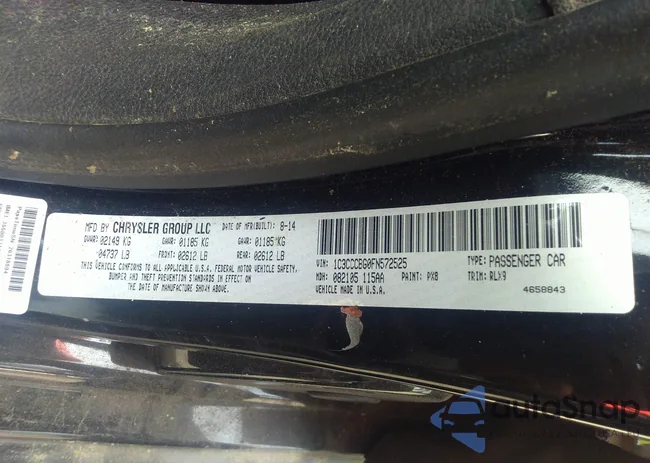 MFD BY CHRYSLER GROUP LLC DATE OF MFR(BUILT): 8-14
GVWR: 02149 KG GAWR: 01185 KG GAWR: 01185 KG
04737 LB FRONT: 02612 LB REAR: 02612 LB
THIS VEHICLE CONFORMS TO ALL APPLICABLE U.S.A. FEDERAL MOTOR VEHICLE SAFETY,
BUMPER AND THEFT PREVENTION STANDARDS IN EFFECT ON
THE DATE OF MANUFACTURE SHOWN ABOVE.
VIN: 1C3CCCBG0FN572525 TYPE: PASSENGER CAR
MDH: 082105 115AA PAINT: PX8 TRIM: RLX9
VEHICLE MADE IN U.S.A. 4658843
autoSnap